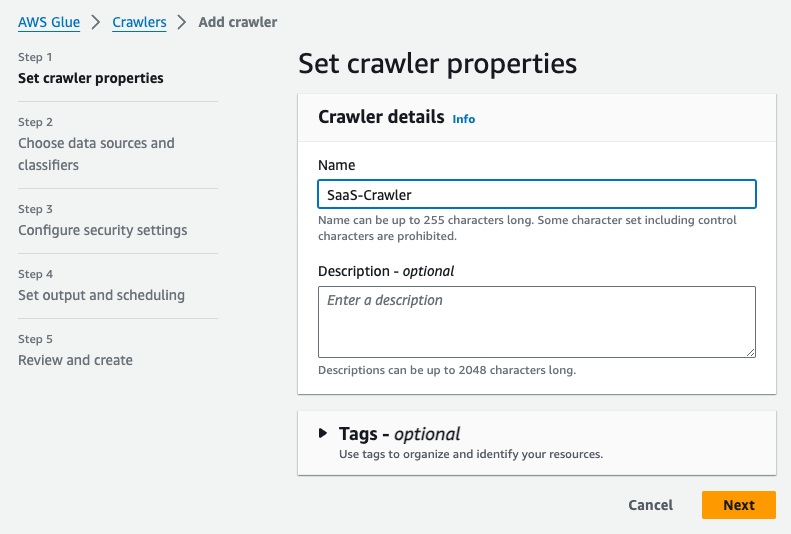 AWS Glue > Crawlers > Add crawler
Step 1
Set crawler properties
Step 2
Choose data sources and
classifiers
Step 3
Configure security settings
Step 4
Set output and scheduling
Step 5
Review and create
Set crawler properties
Crawler details Info
Name
SaaS-Crawler
Name can be up to 255 characters long. Some character set including control
characters are prohibited.
Description - optional
Enter a description
Descriptions can be up to 2048 characters long.
Tags - optional
Use tags to organize and identify your resources.
Cancel Next